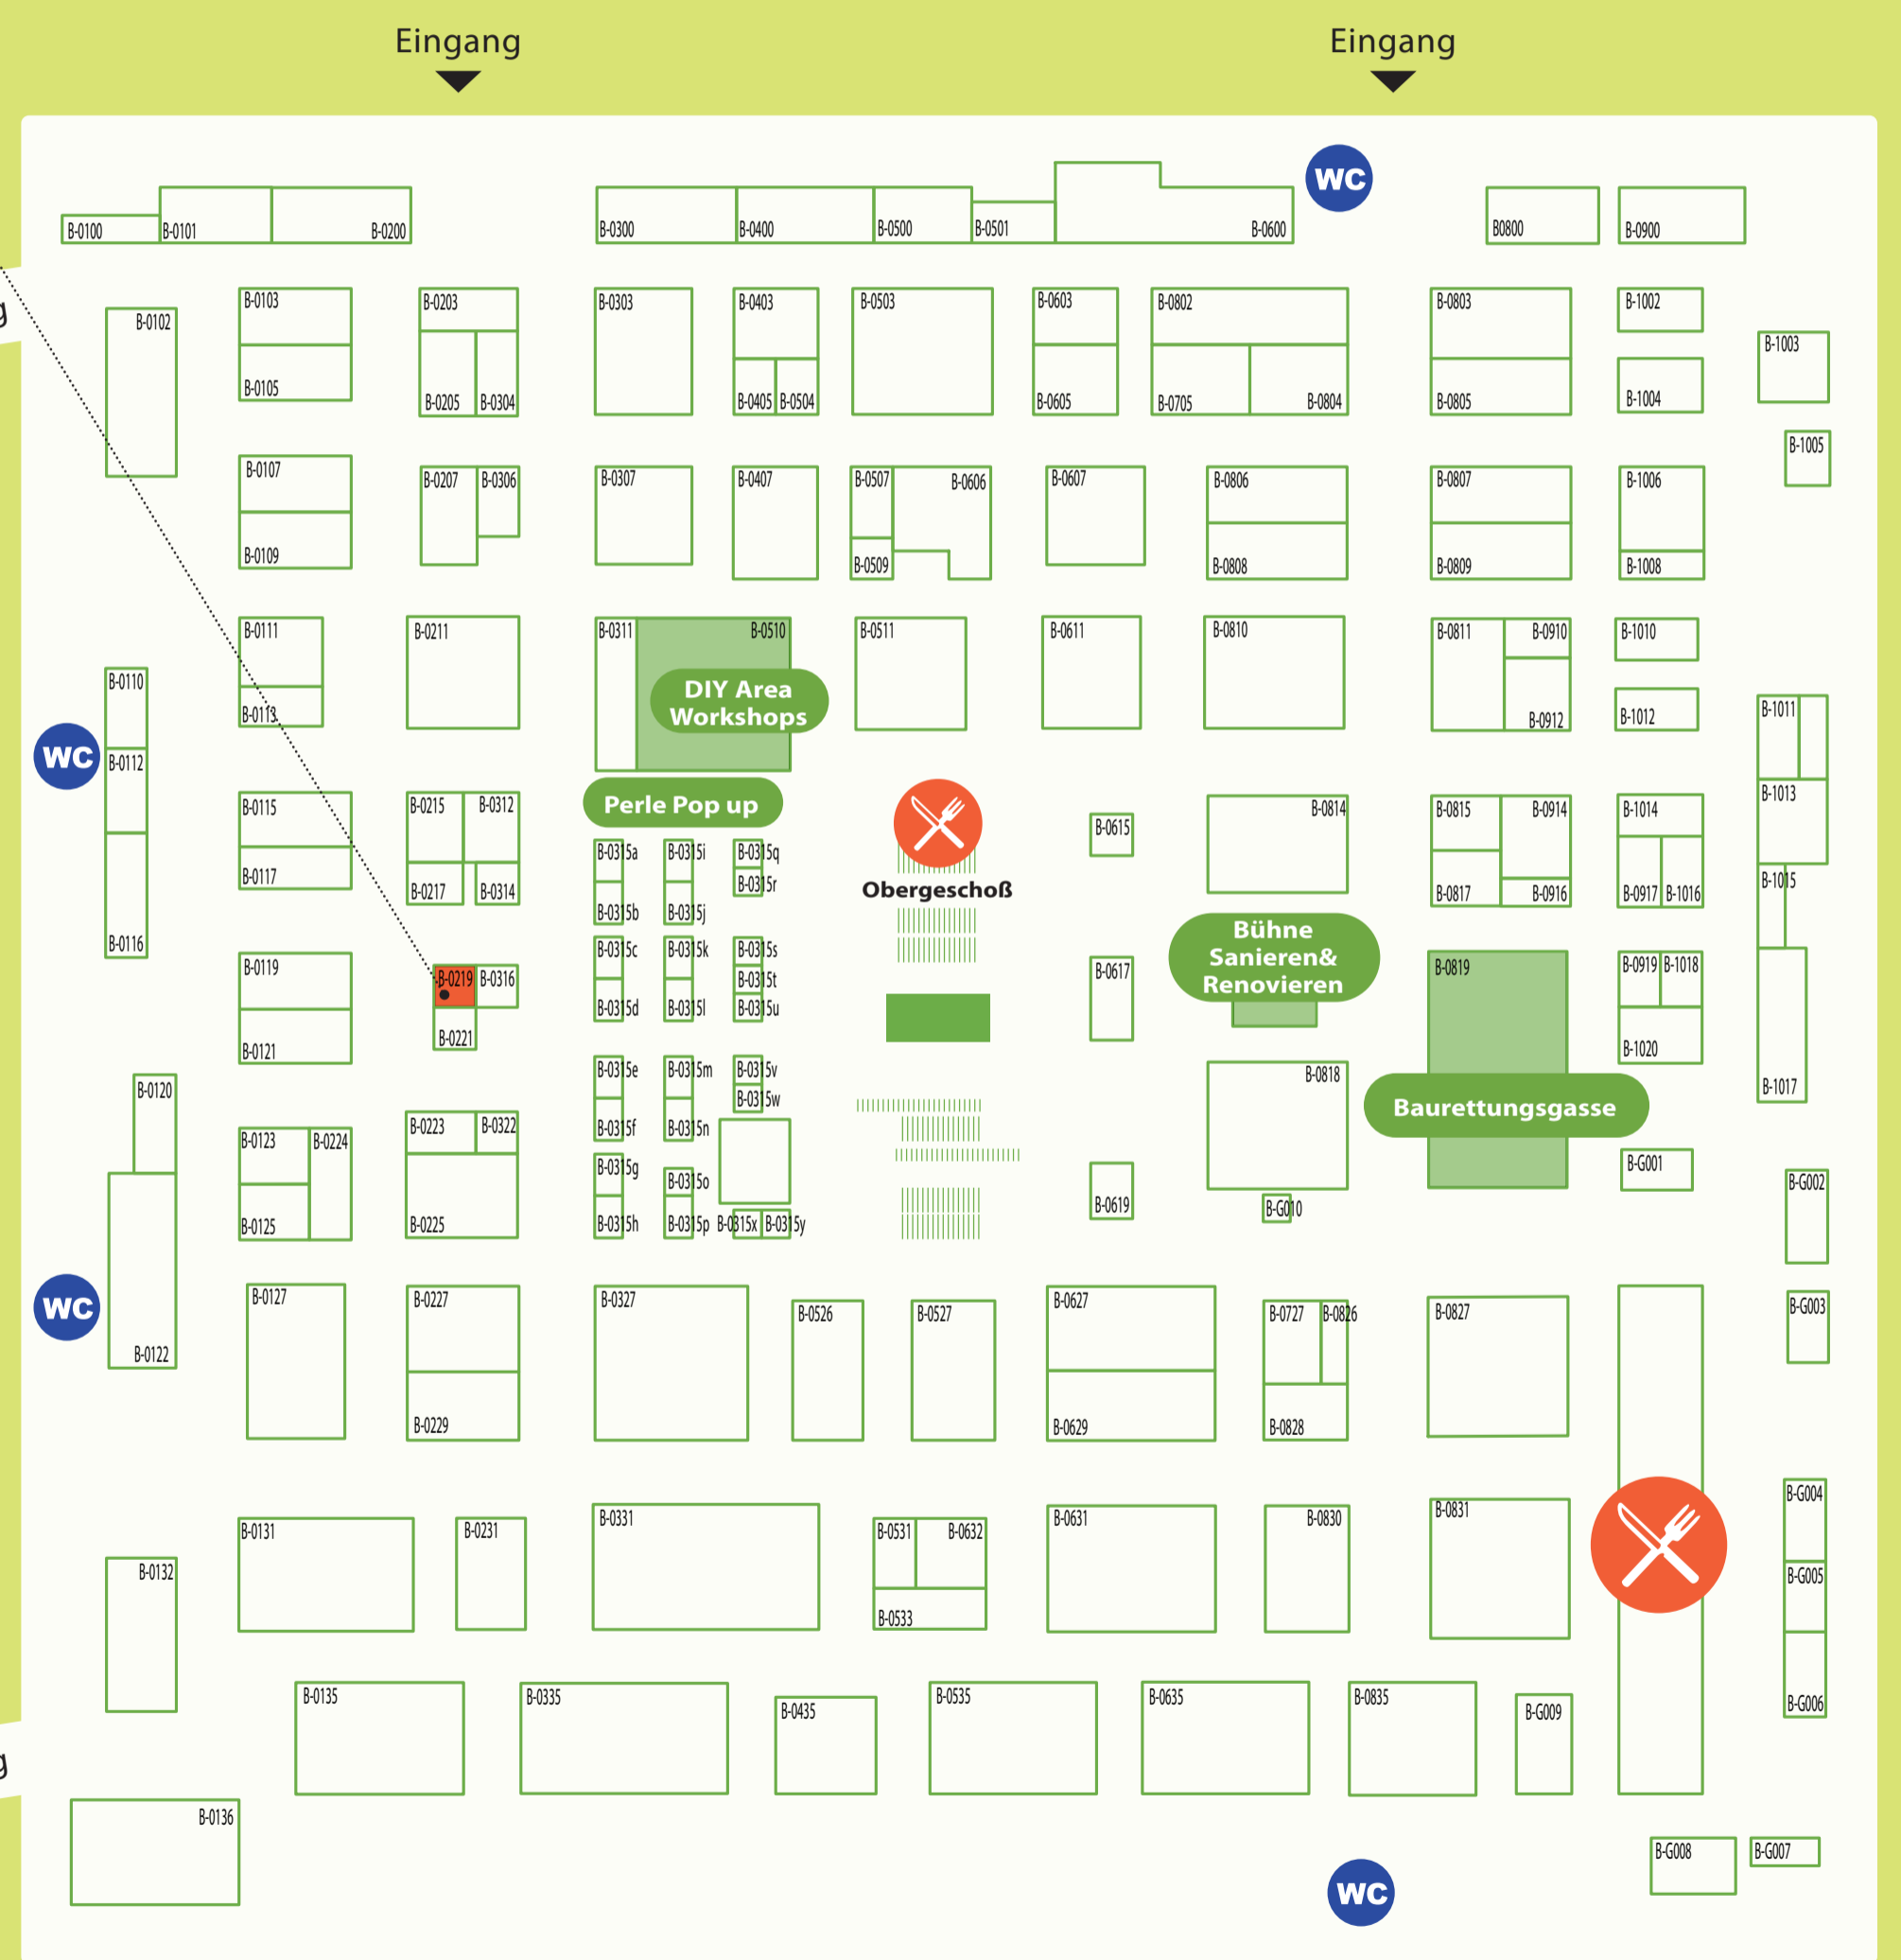 Eingang Eingang
WC
B-0100 B-0101 B-0200 B-0300 B-0400 B-0500 B-0501 B-0600 B0800 B-0900
B-0103 B-0203 B-0303 B-0403 B-0503 B-0603 B-0802 B-0803 B-1002
B-0102 B-1003
B-0105 B-0205 B-0304 B-0405 B-0504 B-0605 B-0705 B-0804 B-0805 B-1004
B-1005
B-0107 B-0207 B-0306 B-0307 B-0407 B-0507 B-0606 B-0607 B-0806 B-0807 B-1006
B-0109 B-0509 B-0808 B-0809 B-1008
B-0111 B-0211 B-0311 B-0510 B-0511 B-0611 B-0810 B-0811 B-0910 B-1010
B-0110
DIY Area
Workshops
B-0113 B-0912 B-1012 B-1011
WC
B-0112
B-0115 B-0215 B-0312
Perle Pop up
B-0814 B-0815 B-0914 B-1014 B-1013
B-0615
B-0315a B-0315i B-0315q
B-0117 B-0217 B-0314 B-0315r B-0817 B-0916 B-0917 B-1016 B-1015
Obergeschoß
B-0315b B-0315j
Bühne
Sanieren&
Renovieren
B-0116 B-0315c B-0315k B-0315s
B-0119 B-0219 B-0316 B-0315t B-0617 B-0819 B-0919 B-1018
B-0315d B-0315l B-0315u
B-0121 B-0221 B-1020
B-0120 B-0315e B-0315m B-0315v B-0818 B-1017
B-0315w
Baurettungsgasse
B-0123 B-0224 B-0223 B-0322 B-0315f B-0315n
B-0315g B-0315o B-G001 B-G002
B-0125 B-0225 B-0315h B-0315p B-0315x B-0315y B-0619 B-G010
B-0127 B-0227 B-0327 B-0526 B-0527 B-0627 B-0727 B-0826 B-0827 B-G003
WC
B-0122
B-0229 B-0629 B-0828
B-0131 B-0231 B-0331 B-0531 B-0632 B-0631 B-0830 B-0831 B-G004
B-0132 B-G005
B-0533
B-0135 B-0335 B-0435 B-0535 B-0635 B-0835 B-G009 B-G006
B-0136
B-G008 B-G007
WC